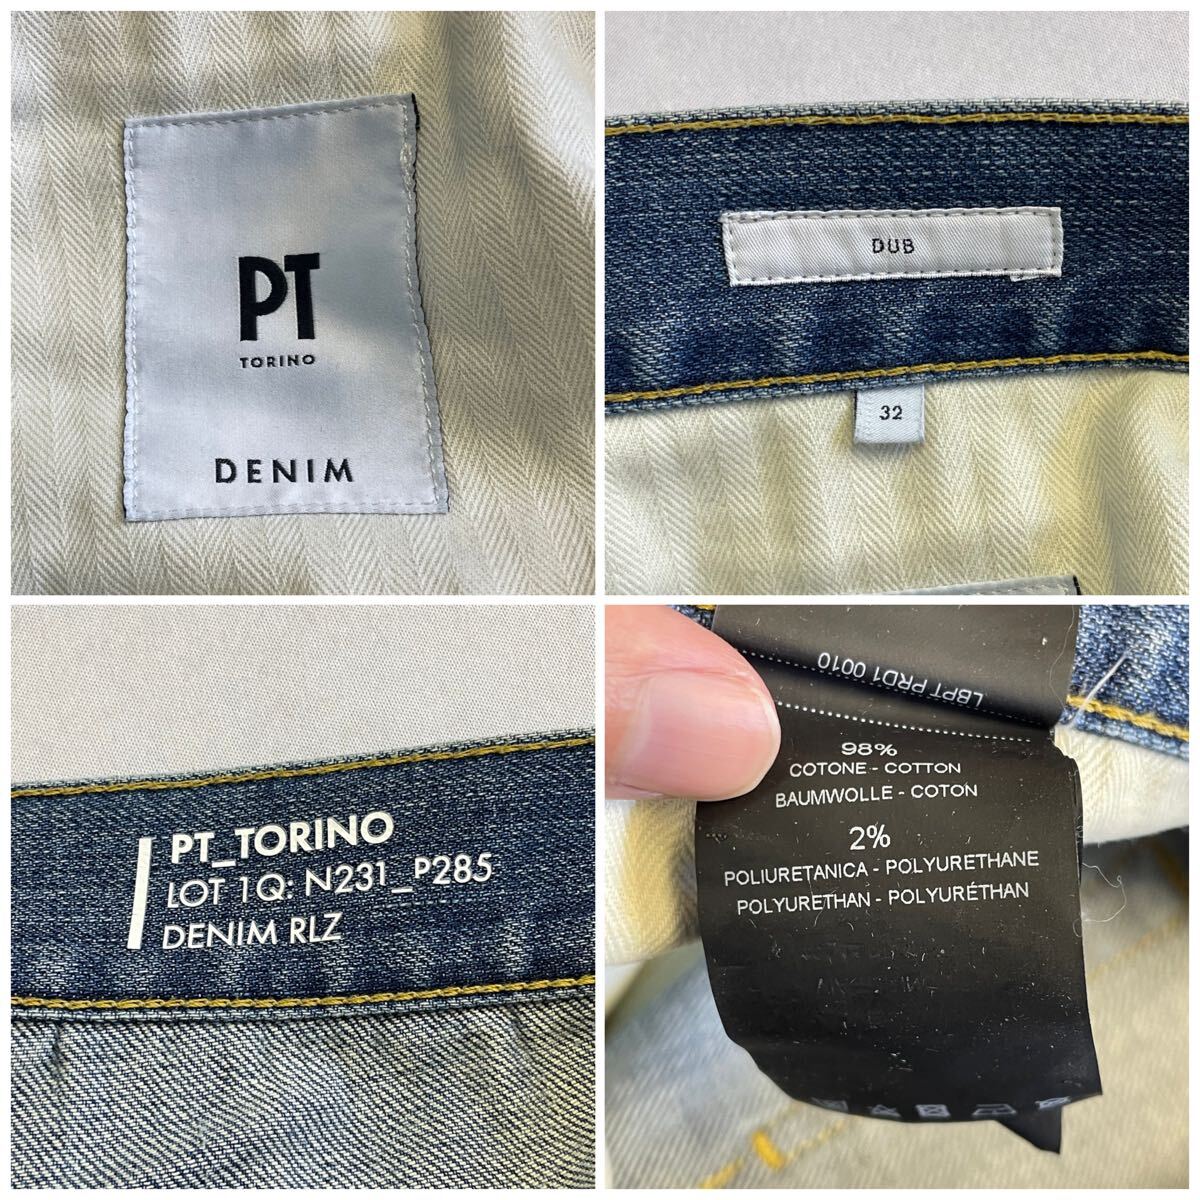 PT
TORINO
DENIM
DUB
32
PT_TORINO
LOT 1Q: N231_P285
DENIM RLZ
LBPT PRD1 0010
98%
COTONE - COTTON
BAUMWOLLE - COTON
2%
POLIURETANICA - POLYURETHANE
POLYURETHAN - POLYURÉTHAN